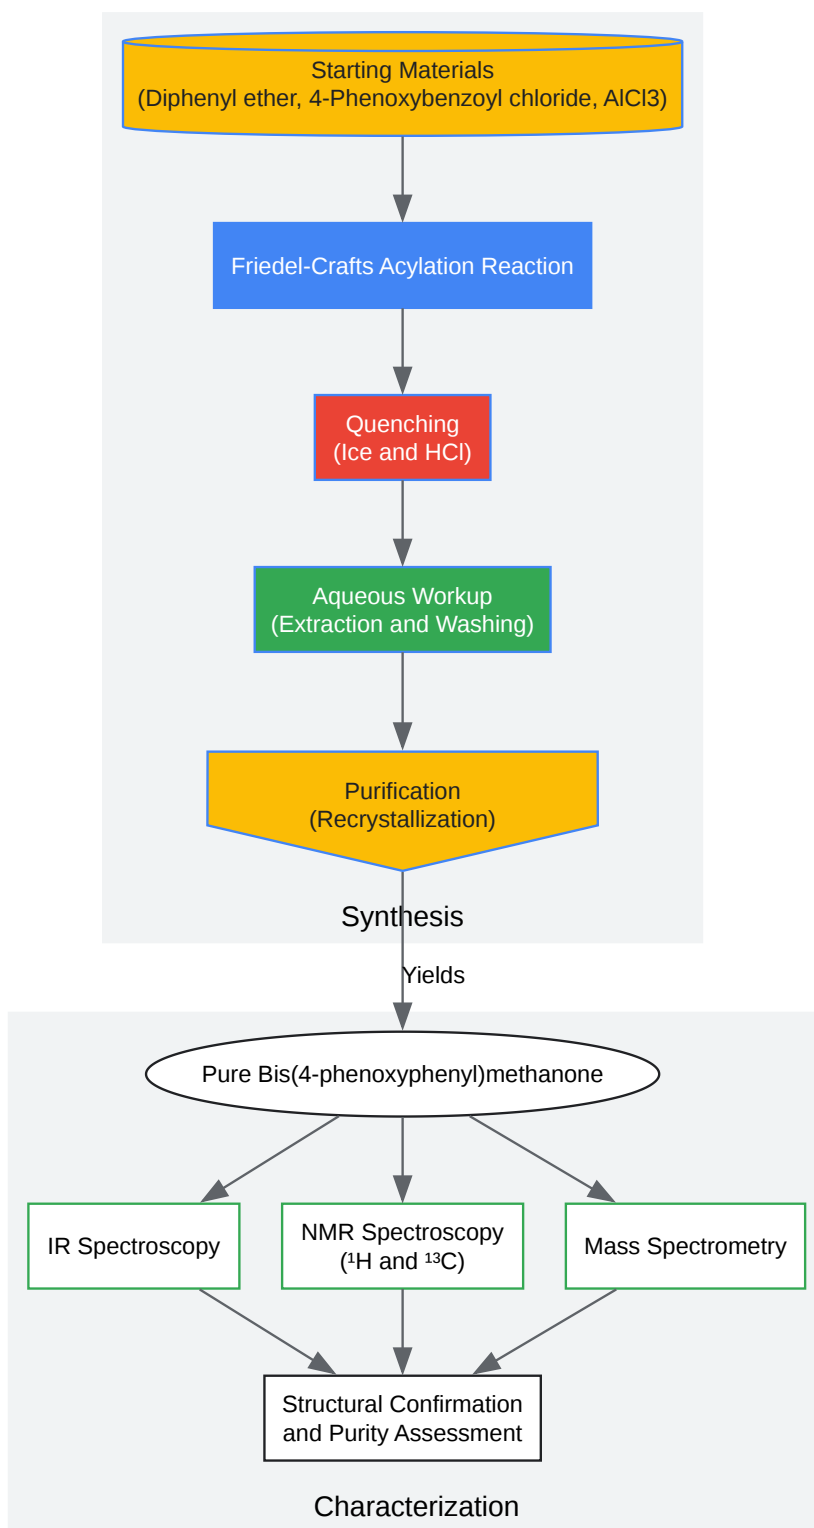 Starting Materials
(Diphenyl ether, 4-Phenoxybenzoyl chloride, AlCl3)
Friedel-Crafts Acylation Reaction
Quenching
(Ice and HCl)
Aqueous Workup
(Extraction and Washing)
Purification
(Recrystallization)
Synthesis
Yields
Pure Bis(4-phenoxyphenyl)methanone
IR Spectroscopy
NMR Spectroscopy
(¹H and ¹³C)
Mass Spectrometry
Structural Confirmation
and Purity Assessment
Characterization